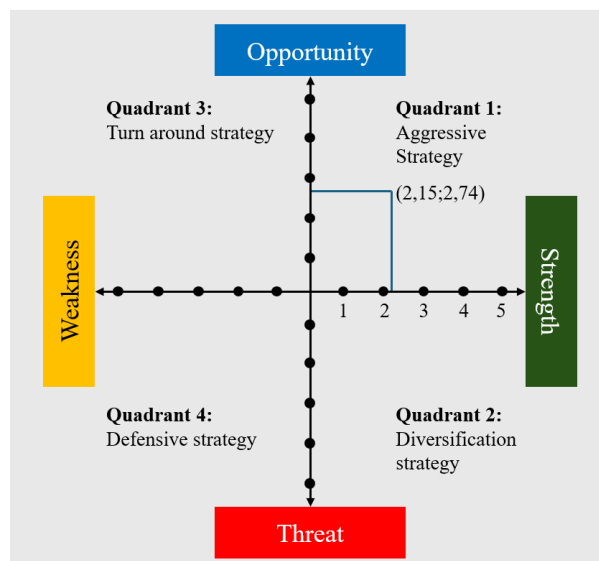 Opportunity
Quadrant 3:
Turn around strategy
Quadrant 1:
Aggressive
Strategy
(2,15;2,74)
Weakness
Strength
1 2 3 4 5
Quadrant 4:
Defensive strategy
Quadrant 2:
Diversification
strategy
Threat